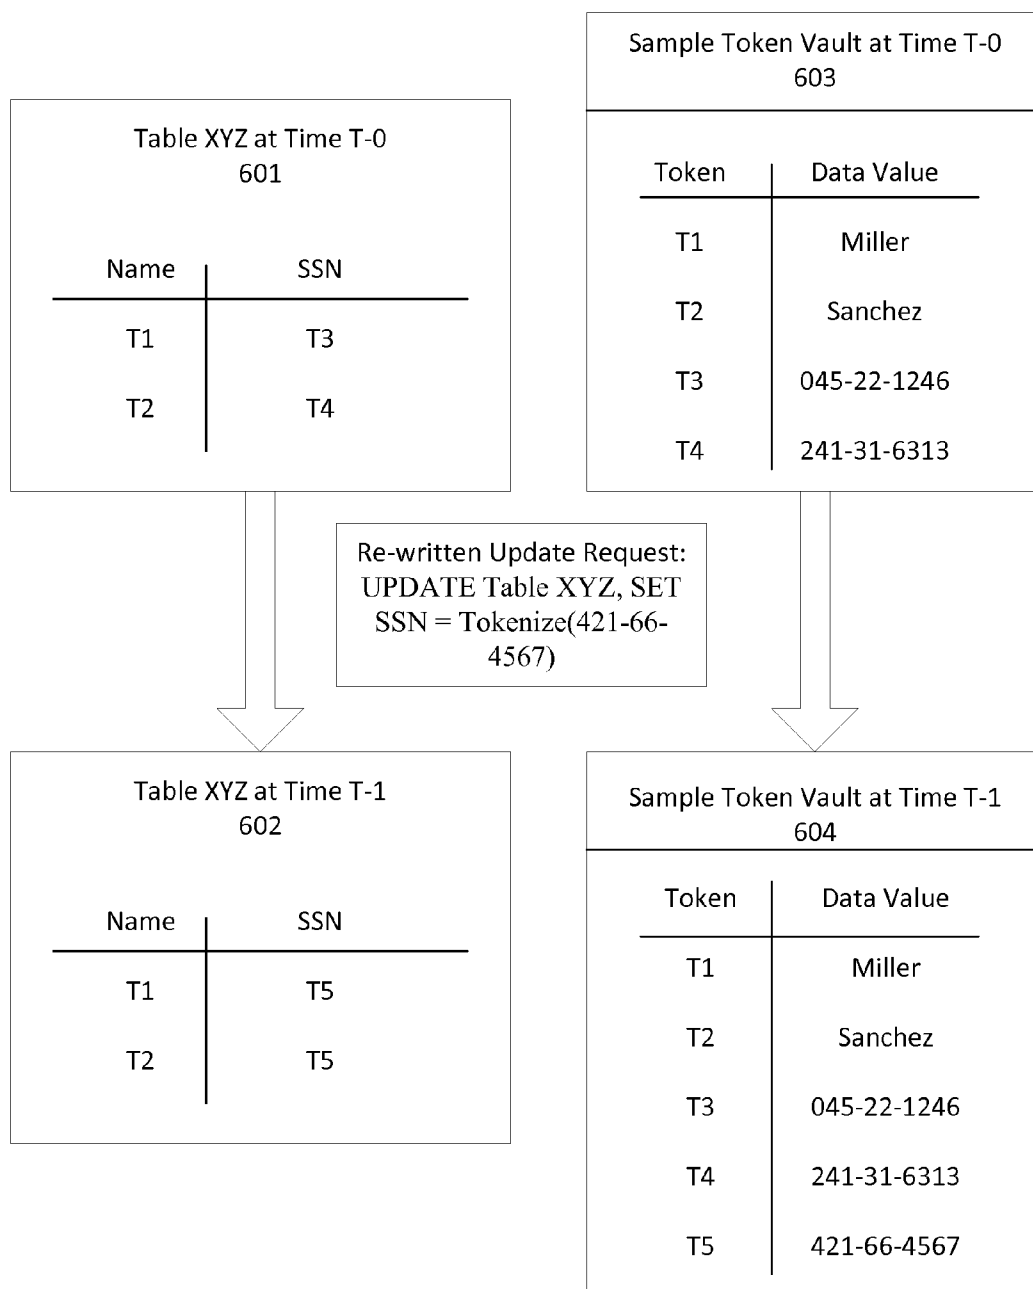 Sample Token Vault at Time T-0
603
Table XYZ at Time T-0
601
Token Data Value
T1 Miller
T2 Sanchez
T3 045-22-1246
T4 241-31-6313
Name SSN
T1 T3
T2 T4
Re-written Update Request:
UPDATE Table XYZ, SET
SSN = Tokenize(421-66-
4567)
Table XYZ at Time T-1
602
Name SSN
T1 T5
T2 T5
Sample Token Vault at Time T-1
604
Token Data Value
T1 Miller
T2 Sanchez
T3 045-22-1246
T4 241-31-6313
T5 421-66-4567